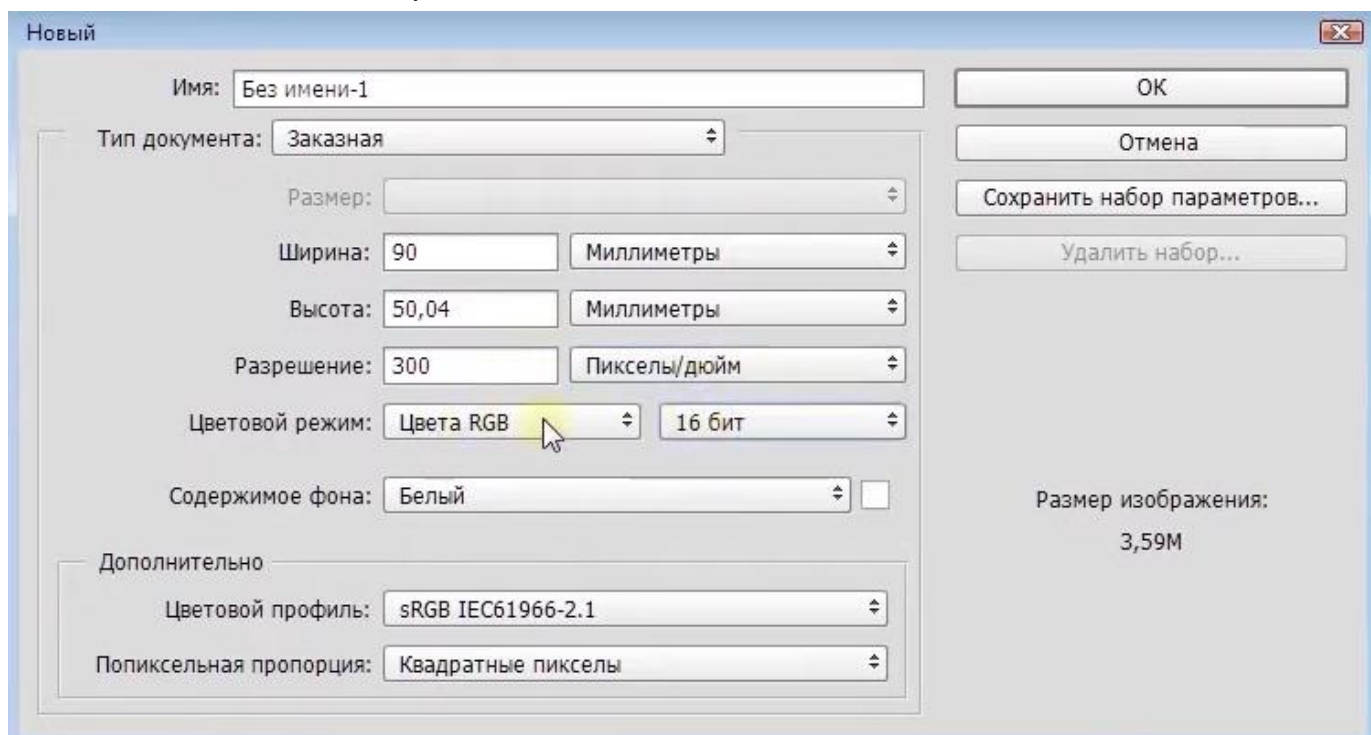 Новый
Имя: Без имени-1
ОК
Тип документа: Заказная
Отмена
Размер:
Сохранить набор параметров...
Ширина: 90 Миллиметры
Удалить набор...
Высота: 50,04 Миллиметры
Разрешение: 300 Пикселы/дюйм
Цветовой режим: Цвета RGB 16 бит
Содержимое фона: Белый
Размер изображения:
3,59M
Дополнительно
Цветовой профиль: sRGB IEC61966-2.1
Попиксельная пропорция: Квадратные пикселы